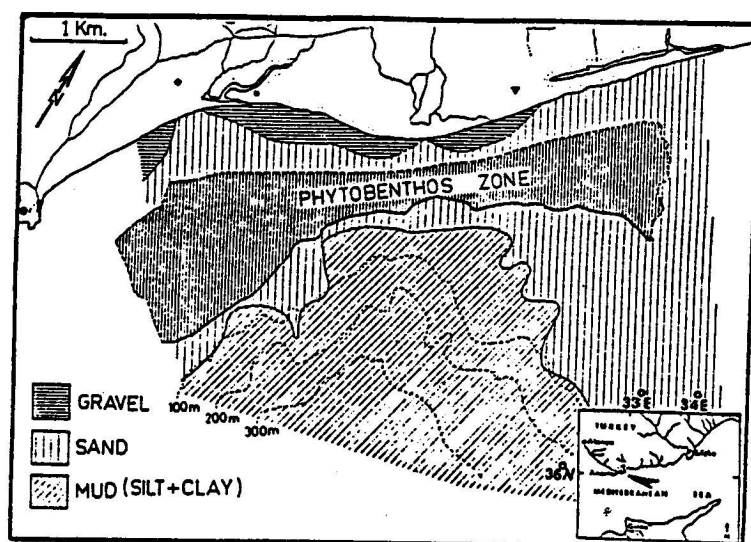 1 Km.
N
PHYTOBENTHOS ZONE
GRAVEL
SAND
MUD (SILT+CLAY)
100m
200m
300m
33 E
34 E
36 N
TURKEY
MEDITERRANEAN SEA